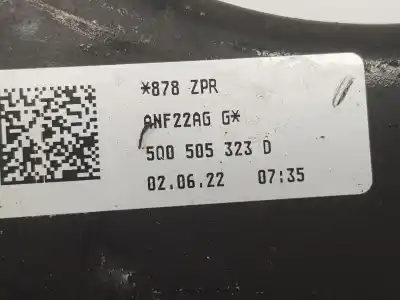 *878 ZPR
ANF22AG G*
5Q0 505 323 D
02.06.22 07:35